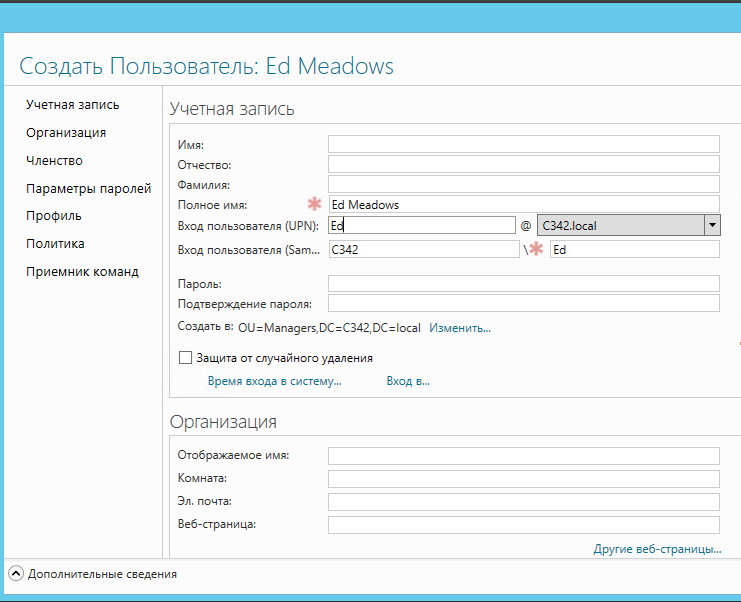 Создать Пользователь: Ed Meadows
Учетная запись
Организация
Членство
Параметры паролей
Профиль
Политика
Приемник команд
Учетная запись
Имя:
Отчество:
Фамилия:
Полное имя: * Ed Meadows
Вход пользователя (UPN): Ed @ C342.local
Вход пользователя (Sam... C342 \ * Ed
Пароль:
Подтверждение пароля:
Создать в: OU=Managers,DC=C342,DC=local Изменить...
Защита от случайного удаления
Время входа в систему... Вход в...
Организация
Отображаемое имя:
Комната:
Эл. почта:
Веб-страница:
Другие веб-страницы...
Дополнительные сведения